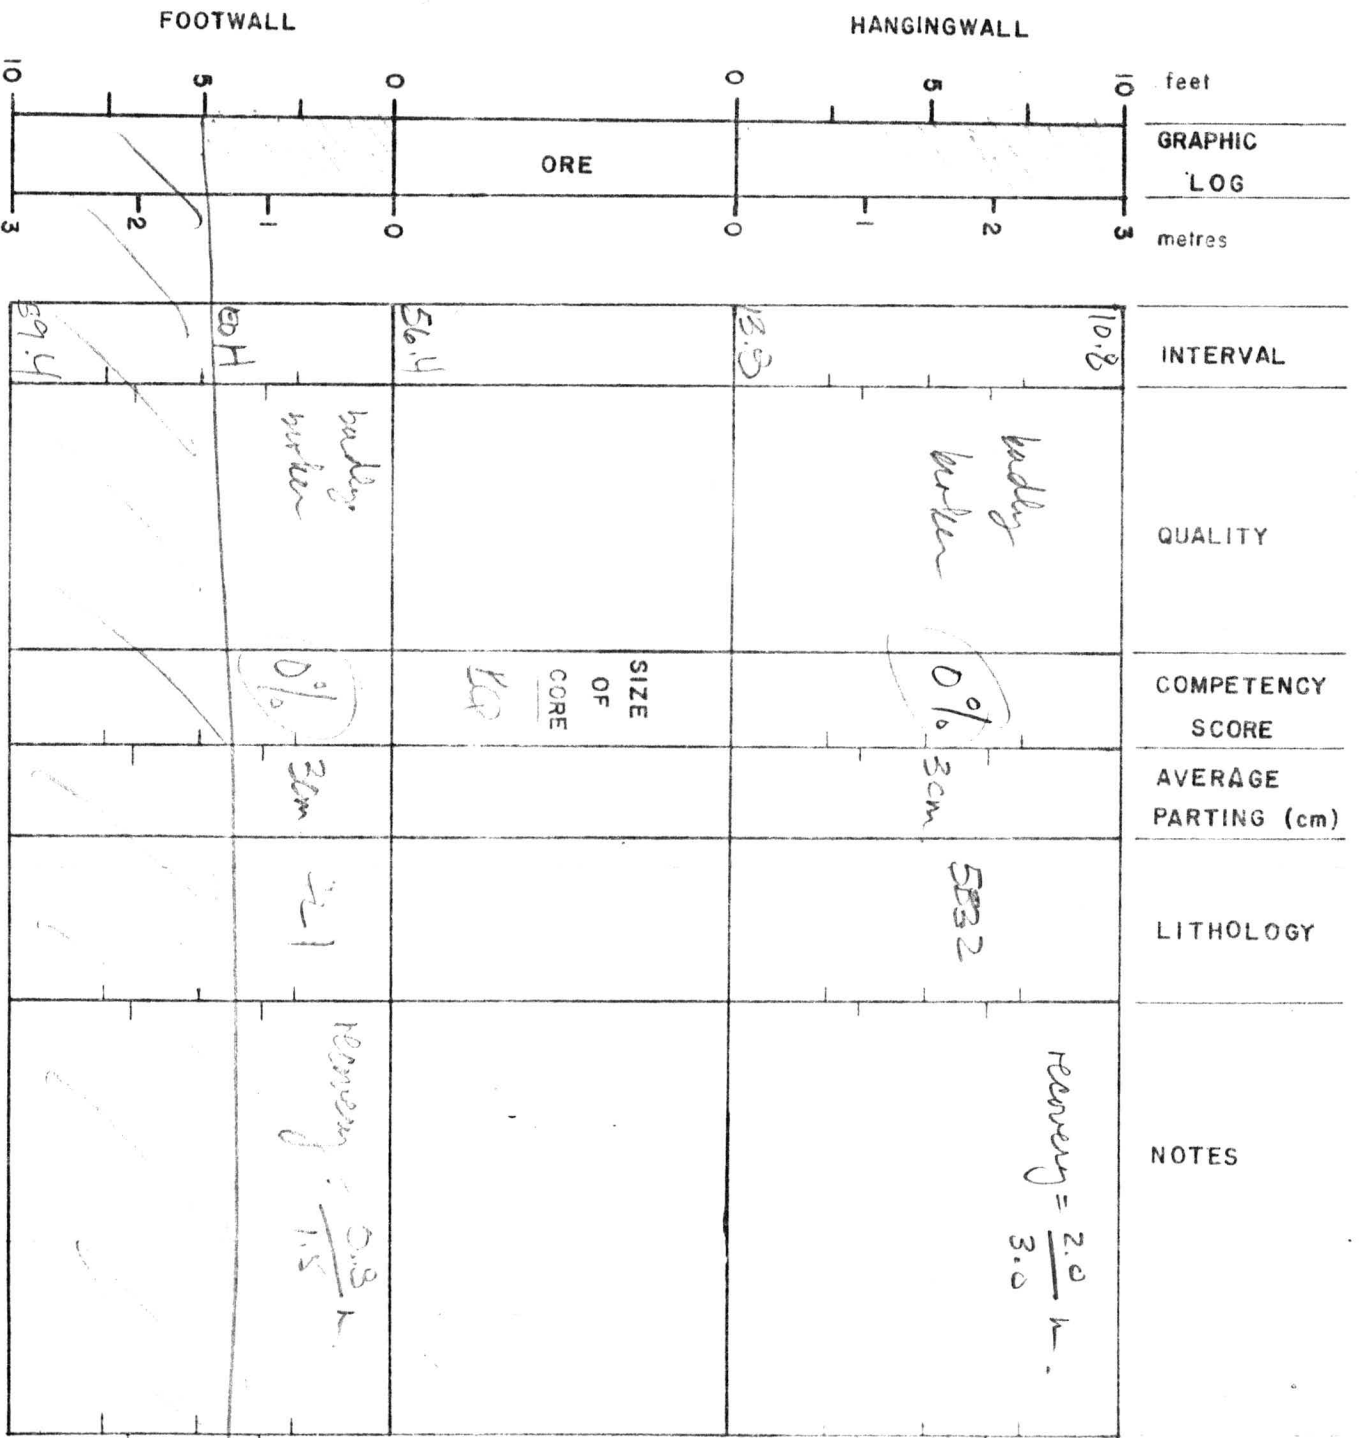 FOOTWALL
HANGINGWALL
10 5 0 0 5 10 feet
ORE
GRAPHIC
LOG
3 2 1 0 0 1 2 3 metres
59.4
EOH
56.4
13.8
10.8
INTERVAL
badly
broken
badly
broken
QUALITY
0%
SIZE
OF
CORE
0%
COMPETENCY
SCORE
3cm
3cm
AVERAGE
PARTING (cm)
LITHOLOGY
recovery
0.8
1.5
recovery = 2.0
3.0
NOTES